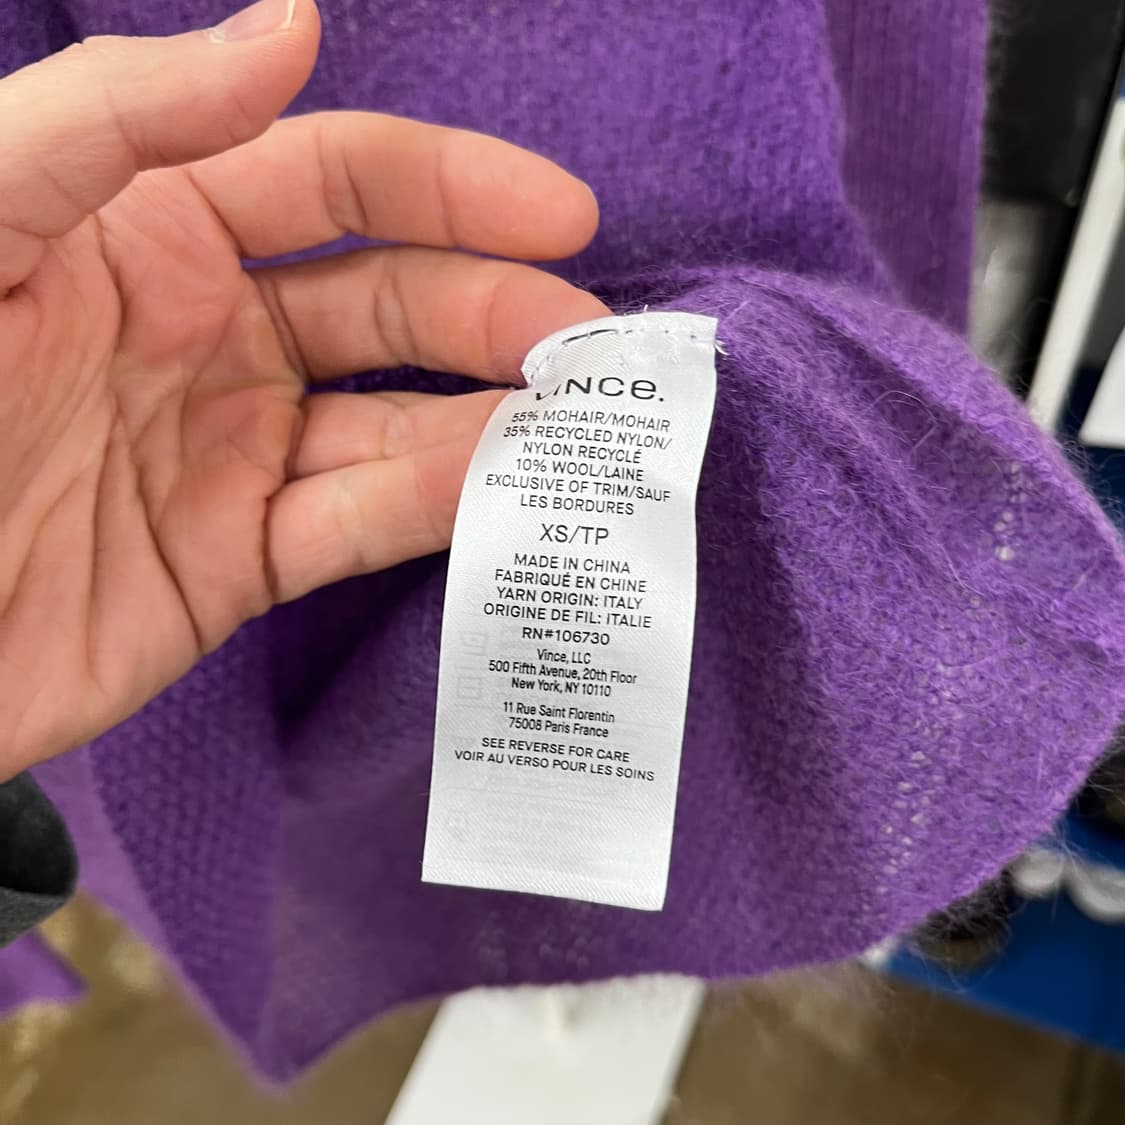 VINCE.
55% MOHAIR/MOHAIR
35% RECYCLED NYLON/
NYLON RECYCLÉ
10% WOOL/LAINE
EXCLUSIVE OF TRIM/SAUF
LES BORDURES
XS/TP
MADE IN CHINA
FABRIQUÉ EN CHINE
YARN ORIGIN: ITALY
ORIGINE DE FIL: ITALIE
RN#106730
Vince, LLC
500 Fifth Avenue, 20th Floor
New York, NY 10110
11 Rue Saint Florentin
75008 Paris France
SEE REVERSE FOR CARE
VOIR AU VERSO POUR LES SOINS